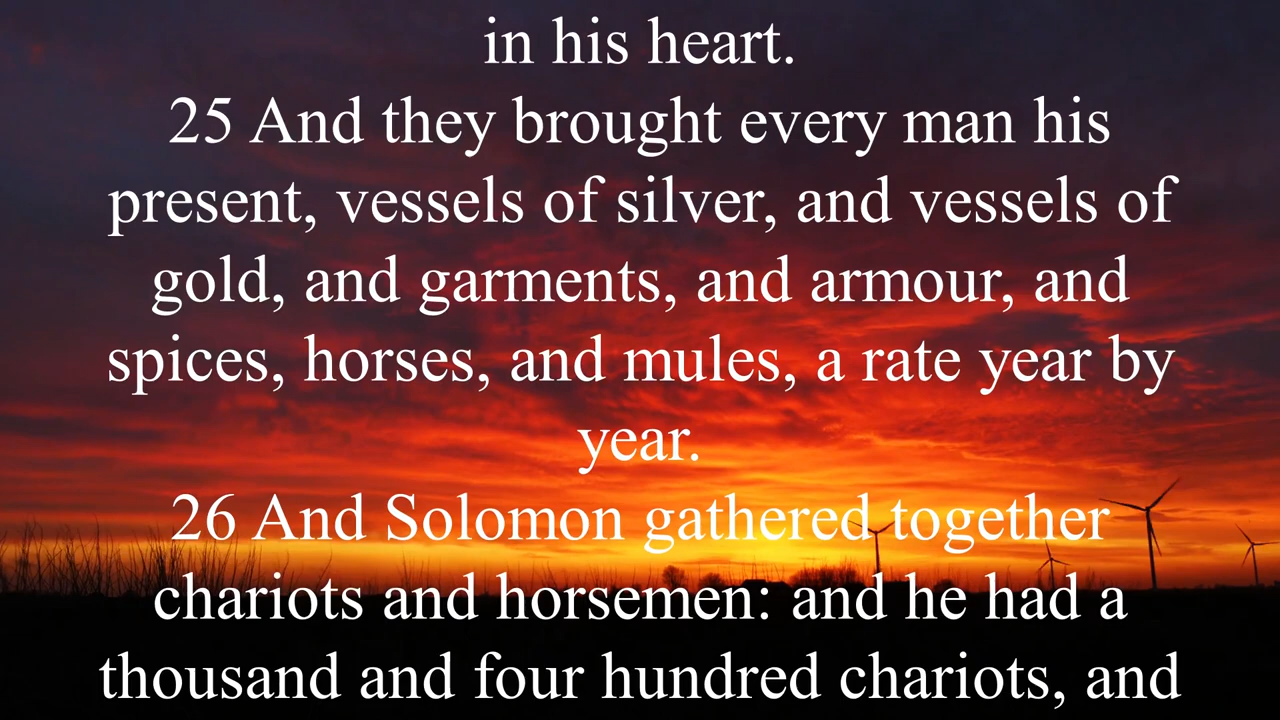 in his heart.
25 And they brought every man his
present, vessels of silver, and vessels of
gold, and garments, and armour, and
spices, horses, and mules, a rate year by
year.
26 And Solomon gathered together
chariots and horsemen: and he had a
thousand and four hundred chariots, and